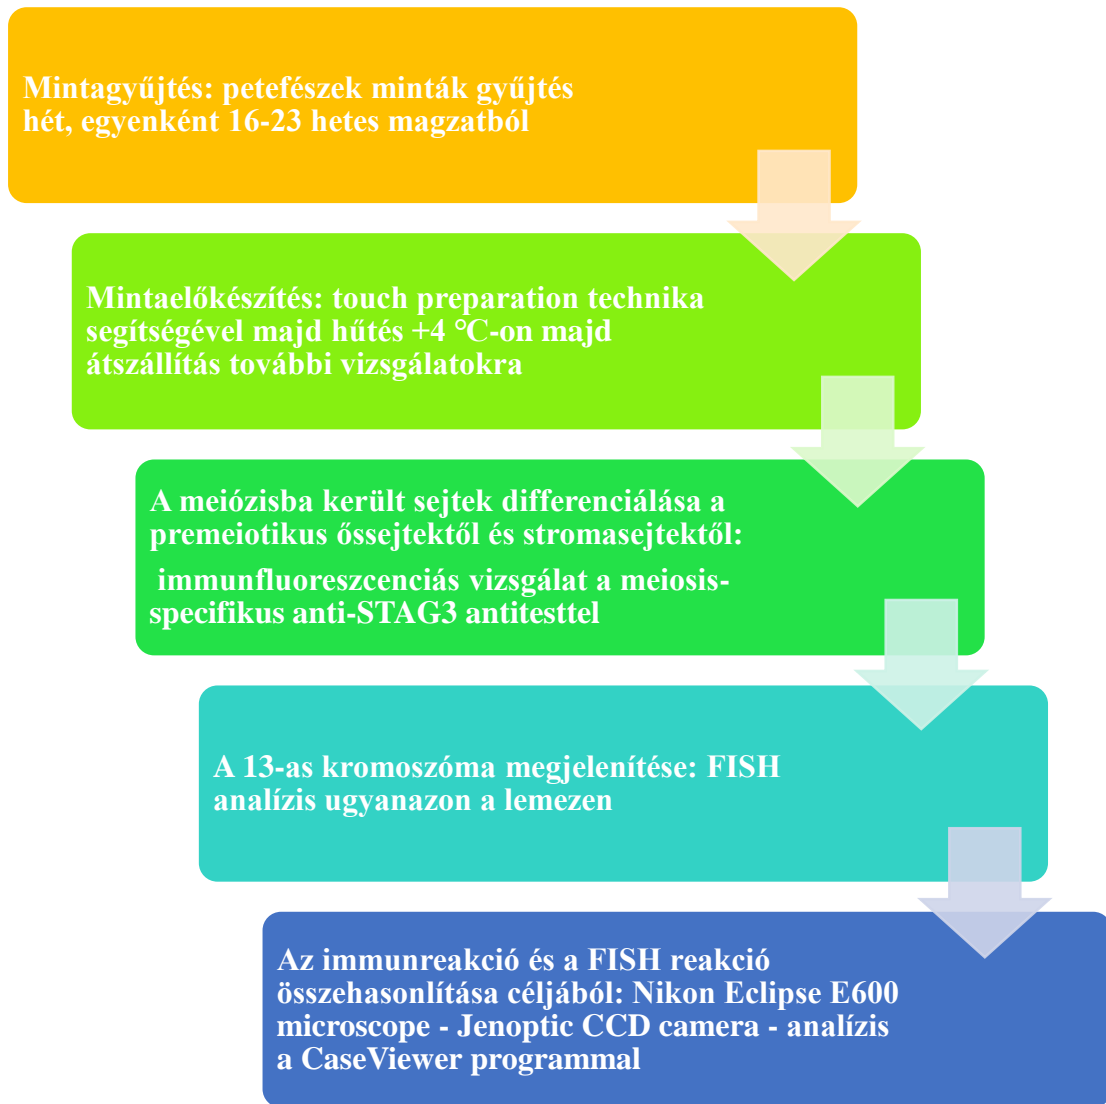 Mintagyűjtés: petefészek minták gyűjtés
hét, egyenként 16-23 hetes magzatból
Mintaelőkészítés: touch preparation technika
segítségével majd hűtés +4 ℃-on majd
átszállítás további vizsgálatokra
A meiózisba került sejtek differenciálása a
premeiotikus őssejtektől és stromasejtektől:
immunfluoreszcenciás vizsgálat a meiosis-
specifikus anti-STAG3 antitesttel
A 13-as kromoszóma megjelenítése: FISH
analízis ugyanazon a lemezen
Az immunreakció és a FISH reakció
összehasonlítása céljából: Nikon Eclipse E600
microscope - Jenoptic CCD camera - analízis
a CaseViewer programmal